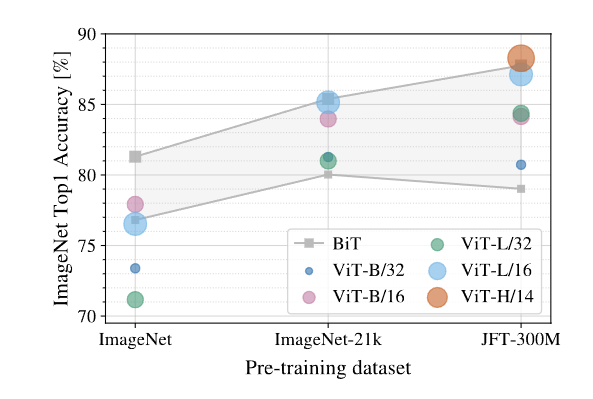 90
85
80
75
70
ImageNet Top1 Accuracy [%]
BiT
ViT-B/32
ViT-B/16
ViT-L/32
ViT-L/16
ViT-H/14
ImageNet
ImageNet-21k
JFT-300M
Pre-training dataset